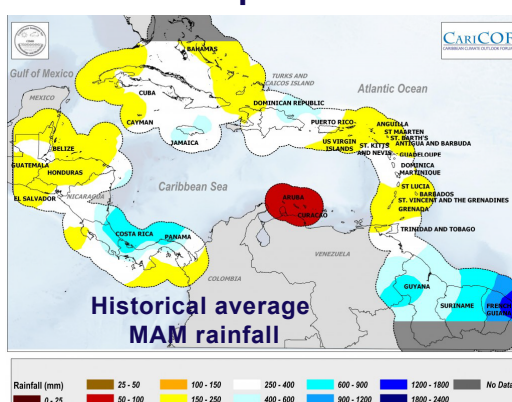 CARICOF
CARIBBEAN CLIMATE OUTLOOK FORUM
BAHAMAS
Gulf of Mexico
TURKS AND
CAICOS ISLAND
Atlantic Ocean
MEXICO
CUBA
DOMINICAN REPUBLIC
CAYMAN
PUERTO RICO
ANGUILLA
ST MAARTEN
ST. BARTH'S
JAMAICA
US VIRGIN
ISLANDS
ST. KITTS
AND NEVIS
ANTIGUA AND BARBUDA
BELIZE
GUADELOUPE
GUATEMALA
DOMINICA
HONDURAS
MARTINIQUE
Caribbean Sea
ST LUCIA
EL SALVADOR
NICARAGUA
ARUBA
BARBADOS
ST. VINCENT AND THE GRENADINES
CURACAO
GRENADA
COSTA RICA
PANAMA
TRINIDAD AND TOBAGO
VENEZUELA
COLOMBIA
GUYANA
SURINAME
FRENCH
GUIANA
Historical average
MAM rainfall
Rainfall (mm)
25 - 50
100 - 150
250 - 400
600 - 900
1200 - 1800
No Data
0 - 25
50 - 100
150 - 250
400 - 600
900 - 1200
1800 - 2400